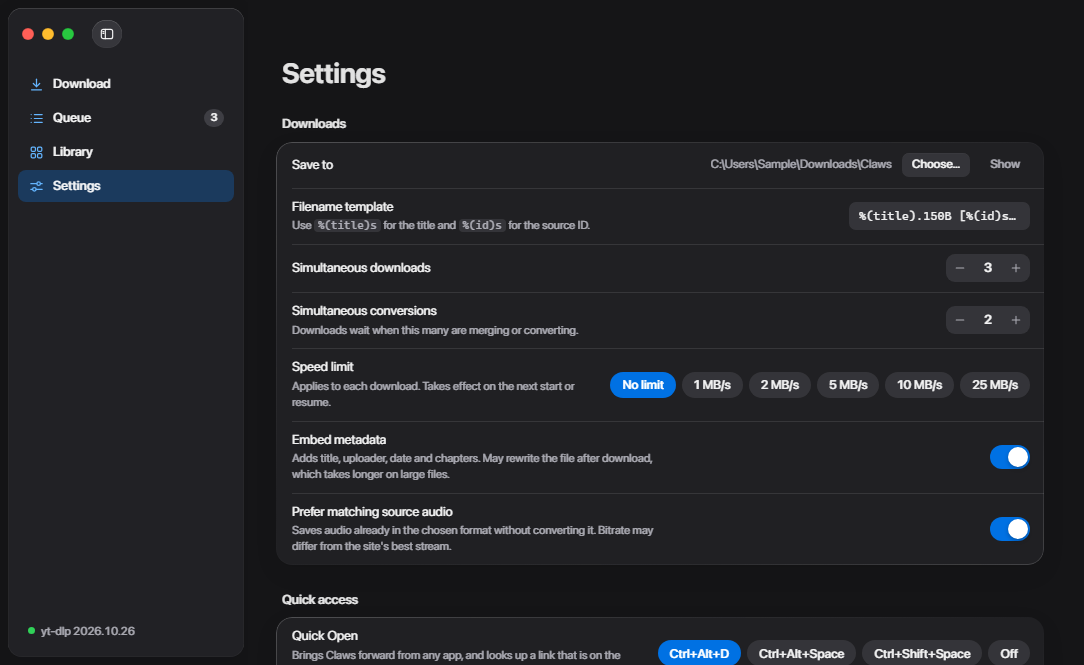 Download
Queue 3
Library
Settings
yt-dlp 2026.10.26
Settings
Downloads
Save to C:\Users\Sample\Downloads\Claws Choose... Show
Filename template
Use %(title)s for the title and %(id)s for the source ID.
%(title).150B [%(id)s...
Simultaneous downloads − 3 +
Simultaneous conversions
Downloads wait when this many are merging or converting.
− 2 +
Speed limit
Applies to each download. Takes effect on the next start or
resume.
No limit 1 MB/s 2 MB/s 5 MB/s 10 MB/s 25 MB/s
Embed metadata
Adds title, uploader, date and chapters. May rewrite the file after download,
which takes longer on large files.
Prefer matching source audio
Saves audio already in the chosen format without converting it. Bitrate may
differ from the site's best stream.
Quick access
Quick Open
Brings Claws forward from any app, and looks up a link that is on the
Ctrl+Alt+D Ctrl+Alt+Space Ctrl+Shift+Space Off